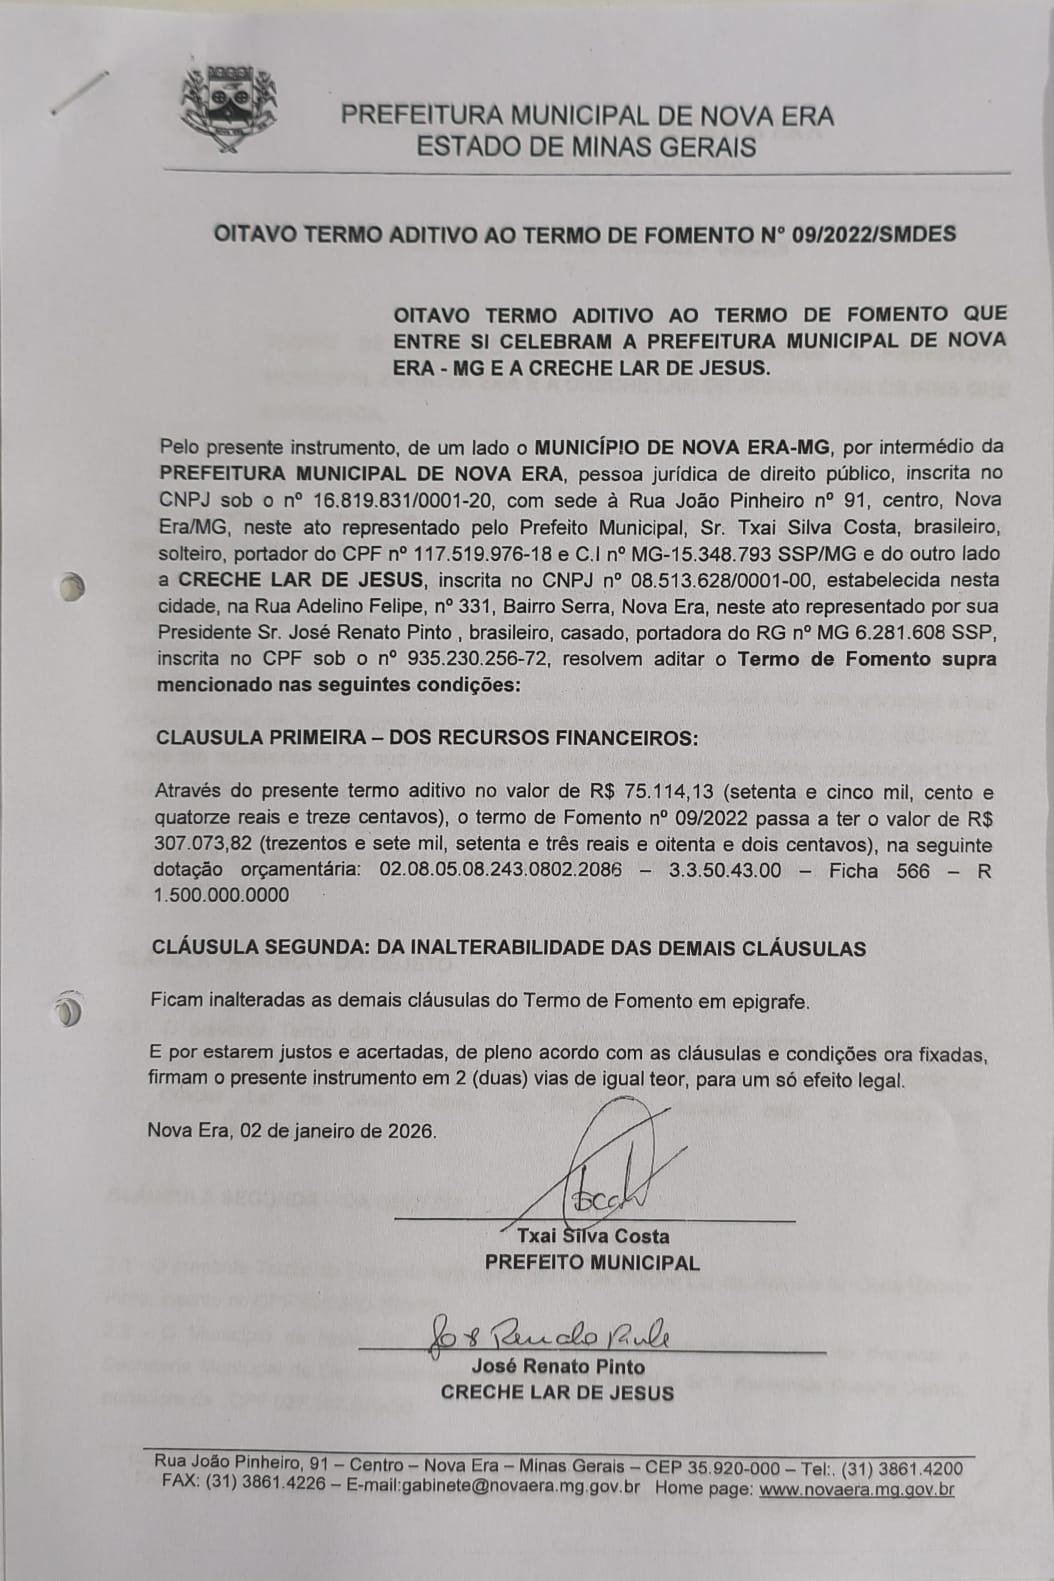 PREFEITURA MUNICIPAL DE NOVA ERA
ESTADO DE MINAS GERAIS
OITAVO TERMO ADITIVO AO TERMO DE FOMENTO N° 09/2022/SMDES
OITAVO TERMO ADITIVO AO TERMO DE FOMENTO QUE
ENTRE SI CELEBRAM A PREFEITURA MUNICIPAL DE NOVA
ERA - MG E A CRECHE LAR DE JESUS.
Pelo presente instrumento, de um lado o MUNICÍPIO DE NOVA ERA-MG, por intermédio da
PREFEITURA MUNICIPAL DE NOVA ERA, pessoa jurídica de direito público, inscrita no
CNPJ sob o nº 16.819.831/0001-20, com sede à Rua João Pinheiro nº 91, centro, Nova
Era/MG, neste ato representado pelo Prefeito Municipal, Sr. Txai Silva Costa, brasileiro,
solteiro, portador do CPF nº 117.519.976-18 e C.I nº MG-15.348.793 SSP/MG e do outro lado
a CRECHE LAR DE JESUS, inscrita no CNPJ nº 08.513.628/0001-00, estabelecida nesta
cidade, na Rua Adelino Felipe, nº 331, Bairro Serra, Nova Era, neste ato representado por sua
Presidente Sr. José Renato Pinto , brasileiro, casado, portadora do RG nº MG 6.281.608 SSP,
inscrita no CPF sob o nº 935.230.256-72, resolvem aditar o Termo de Fomento supra
mencionado nas seguintes condições:
CLAUSULA PRIMEIRA – DOS RECURSOS FINANCEIROS:
Através do presente termo aditivo no valor de R$ 75.114,13 (setenta e cinco mil, cento e
quatorze reais e treze centavos), o termo de Fomento nº 09/2022 passa a ter o valor de R$
307.073,82 (trezentos e sete mil, setenta e três reais e oitenta e dois centavos), na seguinte
dotação orçamentária: 02.08.05.08.243.0802.2086 – 3.3.50.43.00 – Ficha 566 – R
1.500.000.0000
CLÁUSULA SEGUNDA: DA INALTERABILIDADE DAS DEMAIS CLÁUSULAS
Ficam inalteradas as demais cláusulas do Termo de Fomento em epigrafe.
E por estarem justos e acertadas, de pleno acordo com as cláusulas e condições ora fixadas,
firmam o presente instrumento em 2 (duas) vias de igual teor, para um só efeito legal.
Nova Era, 02 de janeiro de 2026.
Txai Silva Costa
PREFEITO MUNICIPAL
José Renato Pinto
CRECHE LAR DE JESUS
Rua João Pinheiro, 91 – Centro – Nova Era – Minas Gerais – CEP 35.920-000 – Tel:. (31) 3861.4200
FAX: (31) 3861.4226 – E-mail:gabinete@novaera.mg.gov.br Home page: www.novaera.mg.gov.br